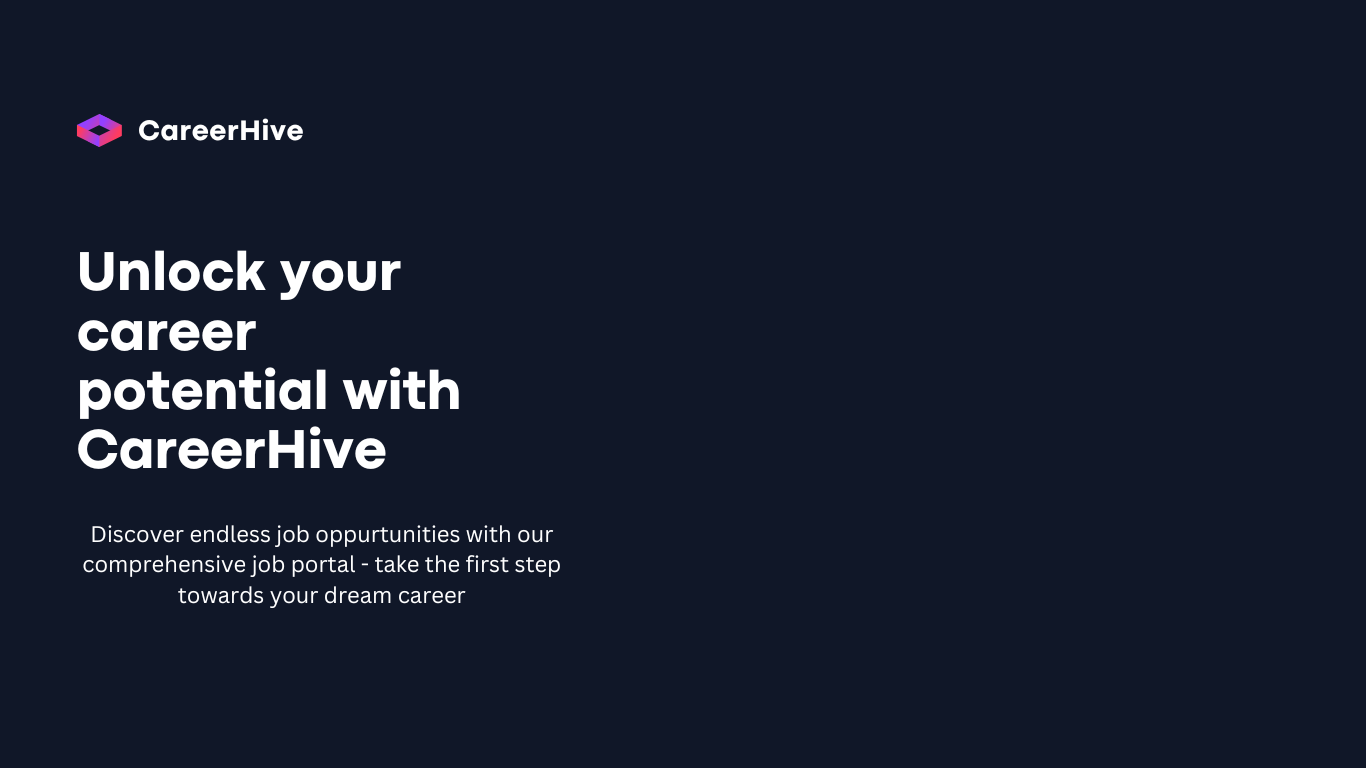 CareerHive
Unlock your
career
potential with
CareerHive
Discover endless job oppurtunities with our
comprehensive job portal - take the first step
towards your dream career